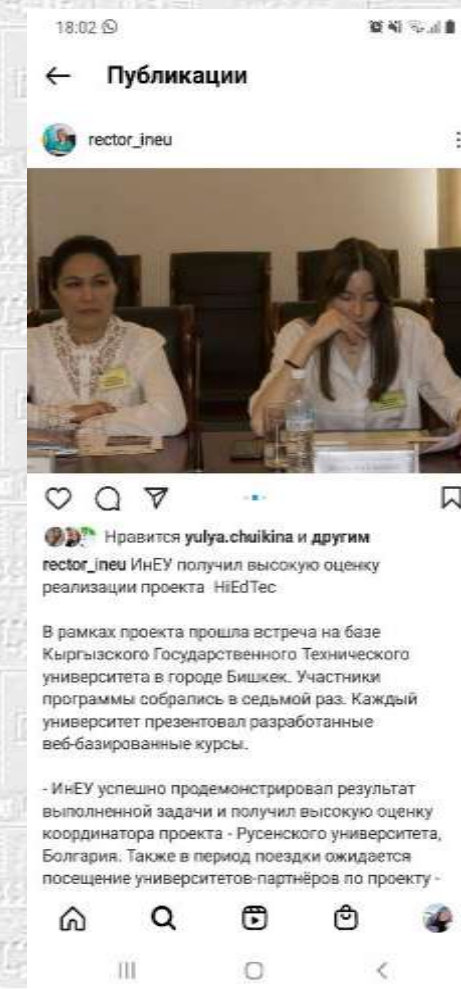 18:02
Публикации
rector_ineu
Нравится yulya.chuikina и другим
rector_ineu ИнЕУ получил высокую оценку
реализации проекта HiEdTec
В рамках проекта прошла встреча на базе
Кыргызского Государственного Технического
университета в городе Бишкек. Участники
программы собрались в седьмой раз. Каждый
университет презентовал разработанные
веб-базированные курсы.
- ИнЕУ успешно продемонстрировал результат
выполненной задачи и получил высокую оценку
координатора проекта - Русенского университета,
Болгария. Также в период поездки ожидается
посещение университетов-партнёров по проекту -